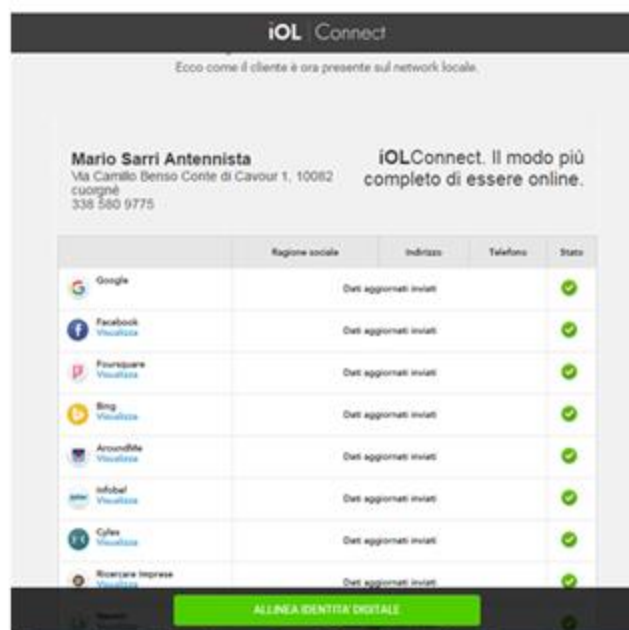 iOL Connect
Ecco come il cliente è ora presente sul network locale.
Mario Sarri Antennista
Via Camillo Benso Conte di Cavour 1, 10082
cuorgnè
338 580 9775
iOLConnect. Il modo più
completo di essere online.
Ragione sociale Indirizzo Telefono Stato
Google
Dati aggiornati inviati
Facebook
Visualizza
Dati aggiornati inviati
Foursquare
Visualizza
Dati aggiornati inviati
Bing
Visualizza
Dati aggiornati inviati
AroundMe
Visualizza
Dati aggiornati inviati
Infobel
Visualizza
Dati aggiornati inviati
Cylex
Visualizza
Dati aggiornati inviati
Ricercare Imprese
Visualizza
Dati aggiornati inviati
ALLINEA IDENTITA' DIGITALE